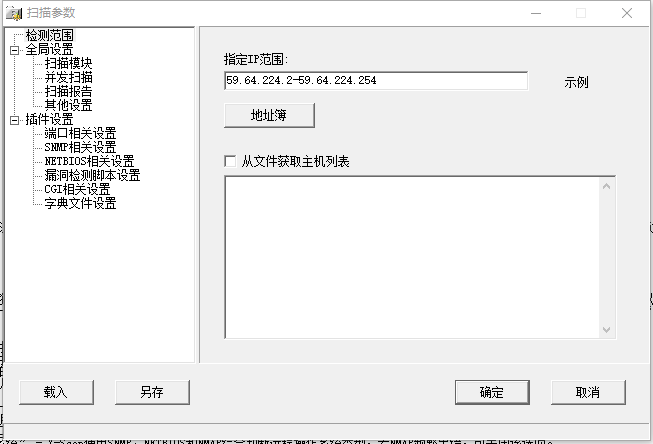 扫描参数
检测范围
全局设置
扫描模块
并发扫描
扫描报告
其他设置
插件设置
端口相关设置
SNMP相关设置
NETBIOS相关设置
漏洞检测脚本设置
CGI相关设置
字典文件设置
指定IP范围:
59.64.224.2-59.64.224.254
示例
地址簿
从文件获取主机列表
载入
另存
确定
取消